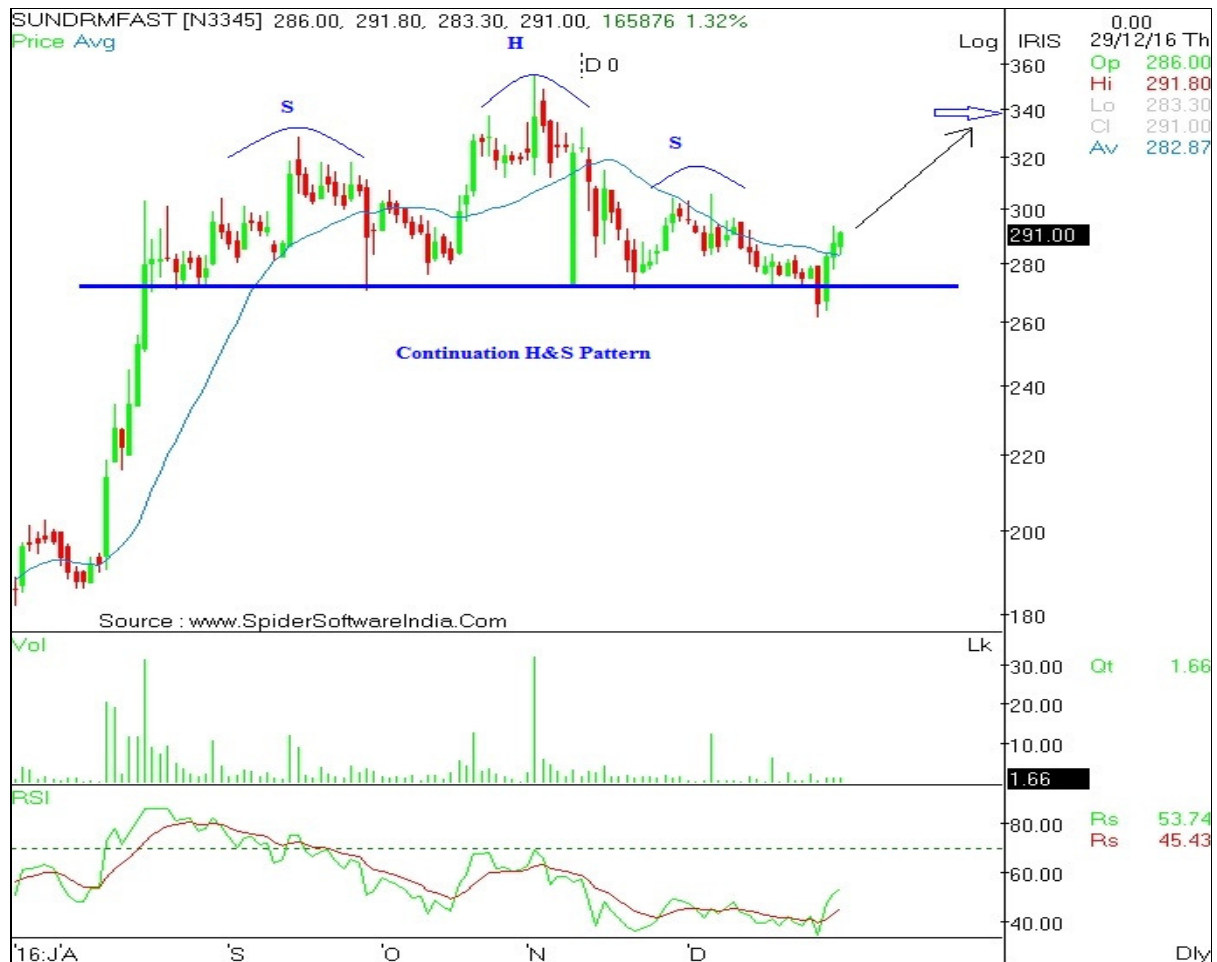 SUNDRMFAST [N3345] 286.00, 291.80, 283.30, 291.00, 165876 1.32%
0.00
Price Avg
Log
IRIS
29/12/16 Th
H
D 0
S
S
Op 286.00
Hi 291.80
Lo 283.30
Cl 291.00
Av 282.87
360
340
320
300
291.00
280
260
240
220
200
180
Continuation H&S Pattern
Source : www.SpiderSoftwareIndia.Com
Vol
Lk
30.00
20.00
10.00
1.66
Qt 1.66
RSI
80.00
60.00
40.00
Rs 53.74
Rs 45.43
'16:J'A 'S 'O 'N 'D
Dly